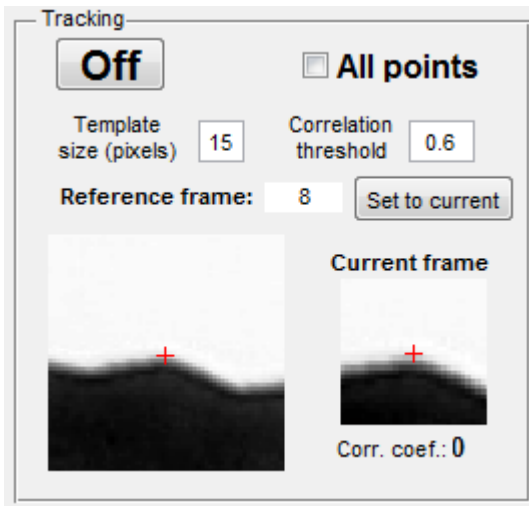 Tracking
Off
All points
Template
size (pixels)
15
Correlation
threshold
0.6
Reference frame:
8
Set to current
Current frame
Corr. coef.: 0